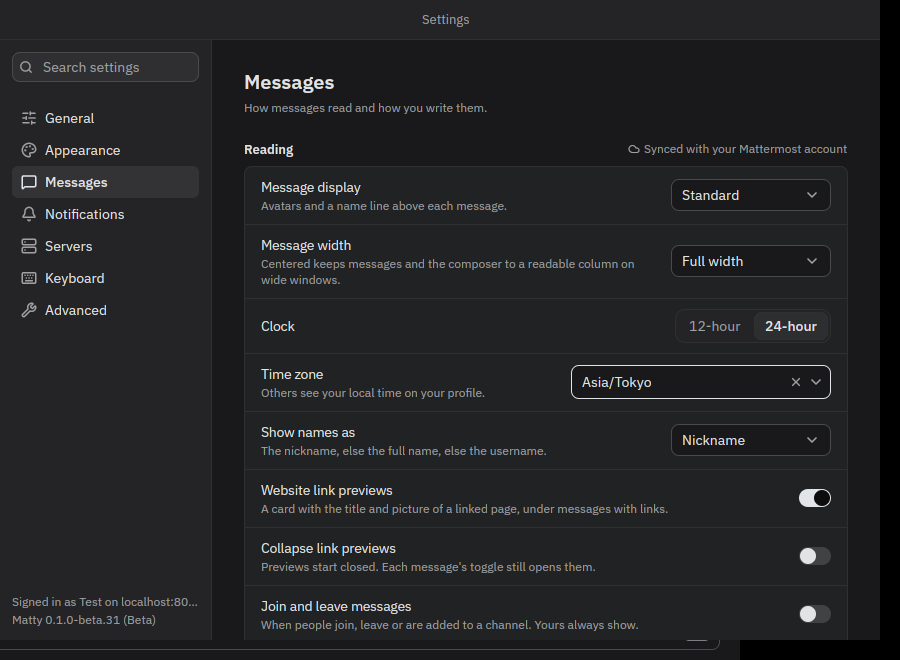 Settings
Search settings
General
Appearance
Messages
Notifications
Servers
Keyboard
Advanced
Signed in as Test on localhost:80...
Matty 0.1.0-beta.31 (Beta)
Messages
How messages read and how you write them.
Reading
Synced with your Mattermost account
Message display
Avatars and a name line above each message.
Standard
Message width
Centered keeps messages and the composer to a readable column on
wide windows.
Full width
Clock
12-hour
24-hour
Time zone
Others see your local time on your profile.
Asia/Tokyo
Show names as
The nickname, else the full name, else the username.
Nickname
Website link previews
A card with the title and picture of a linked page, under messages with links.
Collapse link previews
Previews start closed. Each message's toggle still opens them.
Join and leave messages
When people join, leave or are added to a channel. Yours always show.